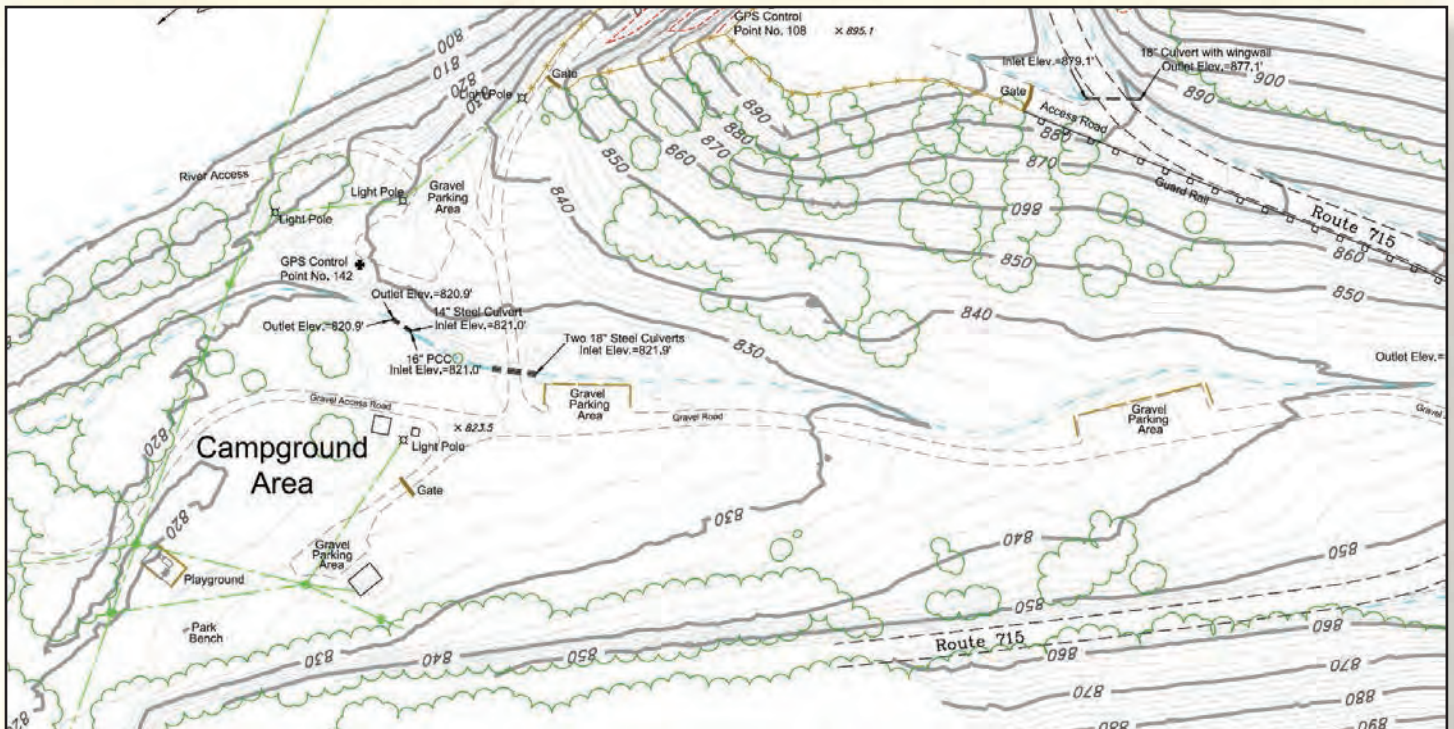 GPS Control
Point No. 108
× 895.1
18" Culvert with wingwall
Inlet Elev.=879.1'
Outlet Elev.=877.1'
800
810
820
830
Gate
Light Pole
Gate
Access Road
900
890
890
880
870
860
850
840
880
870
860
850
840
Guard Rail
Route 715
860
850
River Access
Light Pole
Light Pole
Gravel
Parking
Area
GPS Control
Point No. 142
Outlet Elev.=820.9'
Outlet Elev.=820.9'
14" Steel Culvert
Inlet Elev.=821.0'
16" PCC
Inlet Elev.=821.0'
Two 18" Steel Culverts
Inlet Elev.=821.9'
830
Outlet Elev.=
Gravel Access Road
Gravel
Parking
Area
Gravel Road
Gravel
Parking
Area
Gravel
× 823.5
Light Pole
820
Campground
Area
820
Gate
830
840
850
Gravel
Parking
Area
Playground
Park
Bench
850
Route 715
830
840
850
860
860
870
870
880
880
890